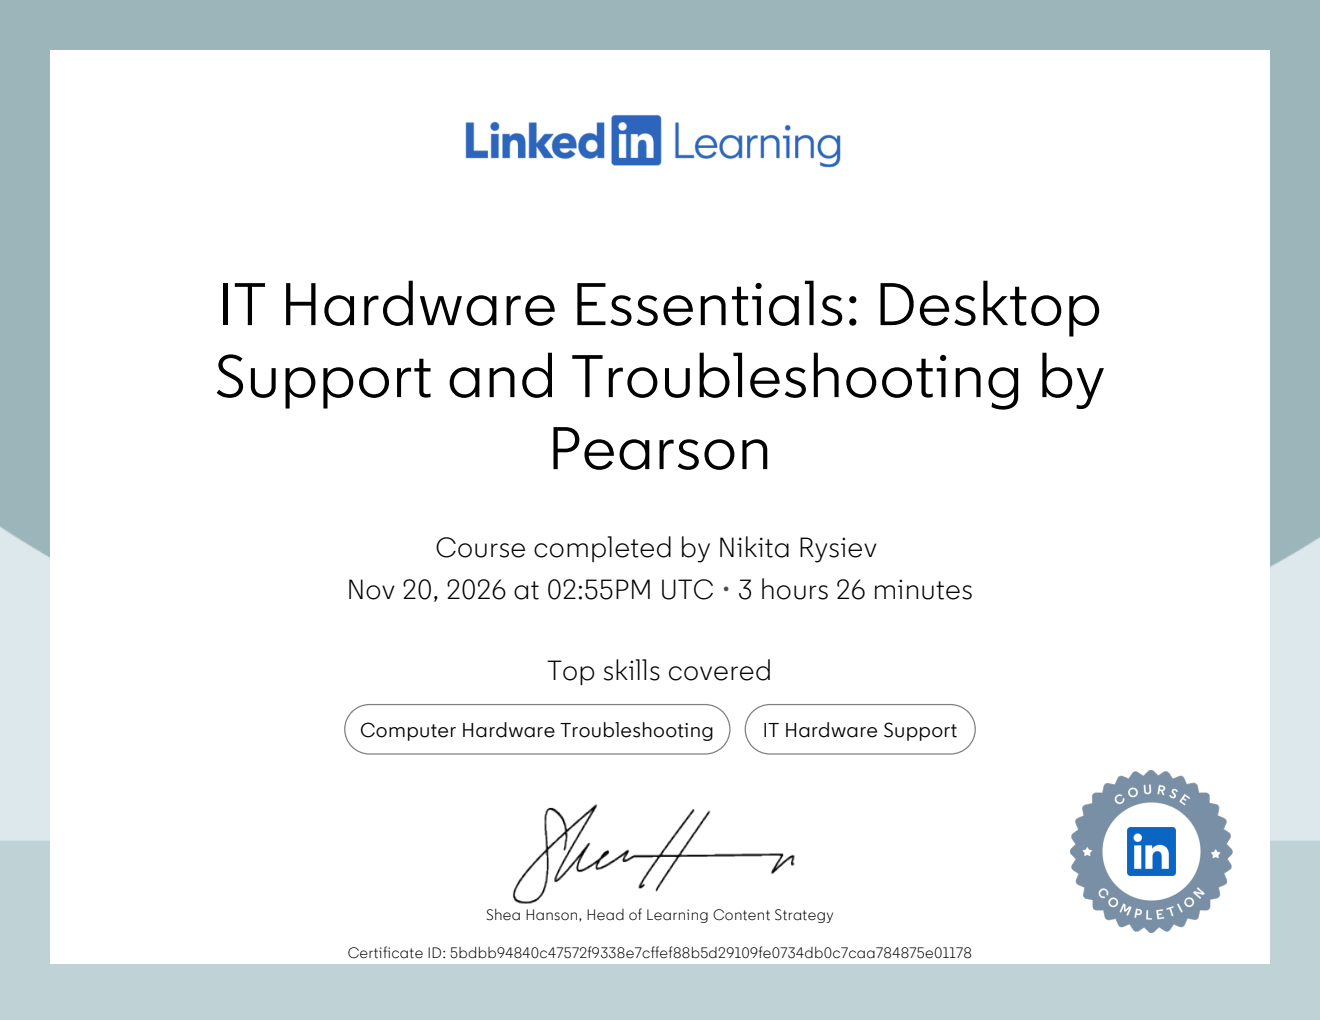 Linked in Learning
IT Hardware Essentials: Desktop
Support and Troubleshooting by
Pearson
Course completed by Nikita Rysiev
Nov 20, 2026 at 02:55PM UTC • 3 hours 26 minutes
Top skills covered
Computer Hardware Troubleshooting
IT Hardware Support
Shea Hanson, Head of Learning Content Strategy
Certificate ID: 5bdbb94840c47572f9338e7cffef88b5d29109fe0734db0c7caa784875e01178
COURSE
in
COMPLETION